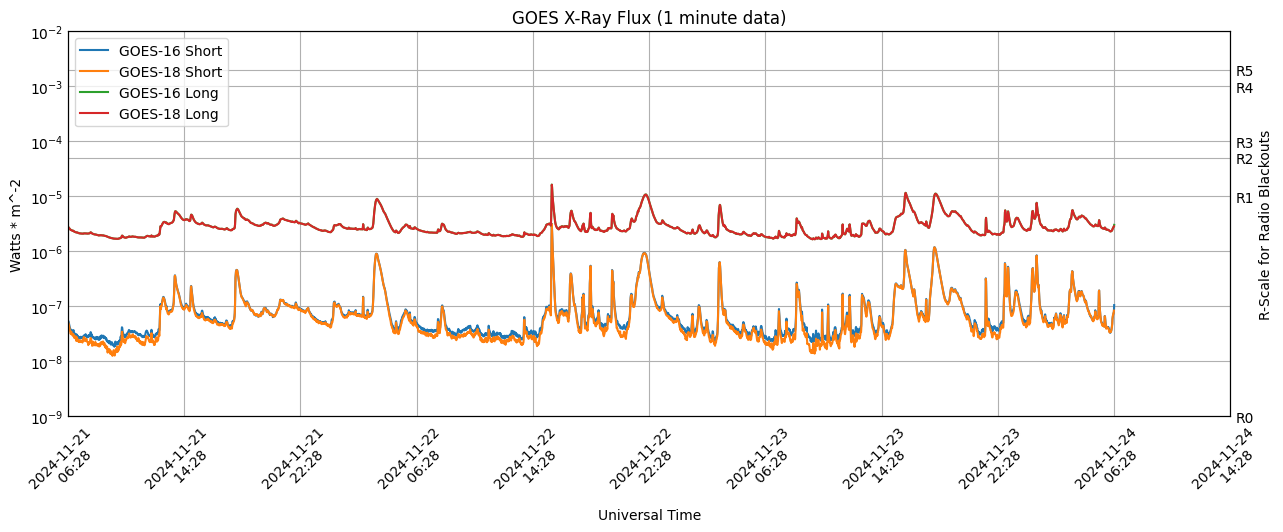 GOES X-Ray Flux (1 minute data)
GOES-16 Short
GOES-18 Short
GOES-16 Long
GOES-18 Long
10^-2
10^-3
10^-4
10^-5
10^-6
10^-7
10^-8
10^-9
Watts * m^-2
R5
R4
R3
R2
R1
R0
R-Scale for Radio Blackouts
2024-11-21
06:28
2024-11-21
14:28
2024-11-21
22:28
2024-11-22
06:28
2024-11-22
14:28
2024-11-22
22:28
2024-11-23
06:28
2024-11-23
14:28
2024-11-23
22:28
2024-11-24
06:28
2024-11-24
14:28
Universal Time